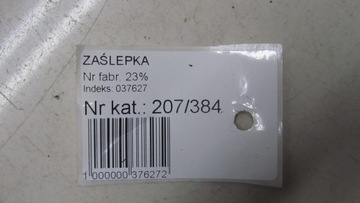 ZAŚLEPKA
Nr fabr. 23%
Indeks: 037627
Nr kat.: 207/384
1 000000 376272